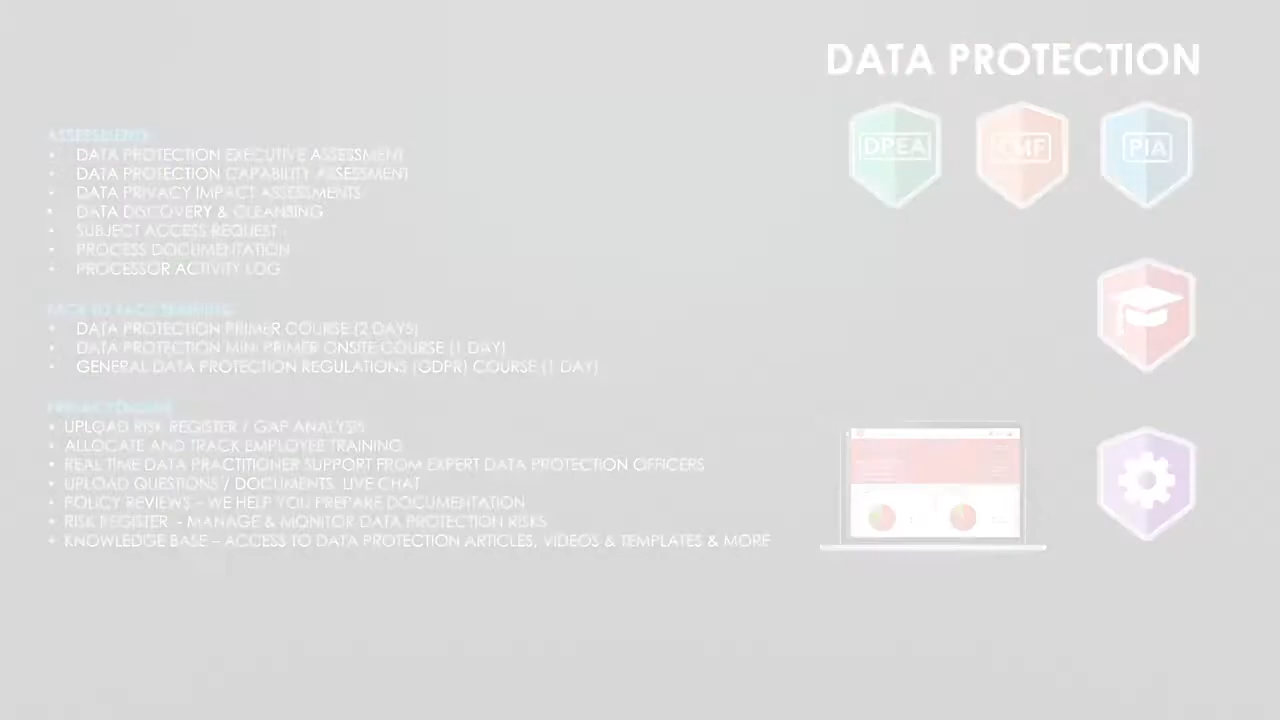 DATA PROTECTION
DPEA
CMF
PIA
ASSESSMENTS
• DATA PROTECTION EXECUTIVE ASSESSMENT
• DATA PROTECTION CAPABILITY ASSESSMENT
• DATA PRIVACY IMPACT ASSESSMENTS
• DATA DISCOVERY & CLEANSING
• SUBJECT ACCESS REQUEST
• PROCESS DOCUMENTATION
• PROCESSOR ACTIVITY LOG
FACE TO FACE TRAINING
• DATA PROTECTION PRIMER COURSE (2 DAYS)
• DATA PROTECTION MINI PRIMER ONSITE COURSE (1 DAY)
• GENERAL DATA PROTECTION REGULATIONS (GDPR) COURSE (1 DAY)
• UPLOAD RISK REGISTER / GAP ANALYSIS
• ALLOCATE AND TRACK EMPLOYEE TRAINING
• REAL TIME DATA PRACTITIONER SUPPORT FROM EXPERT DATA PROTECTION OFFICERS
• UPLOAD QUESTIONS / DOCUMENTS, LIVE CHAT
• POLICY REVIEWS – WE HELP YOU PREPARE DOCUMENTATION
• RISK REGISTER - MANAGE & MONITOR DATA PROTECTION RISKS
• KNOWLEDGE BASE – ACCESS TO DATA PROTECTION ARTICLES, VIDEOS & TEMPLATES & MORE